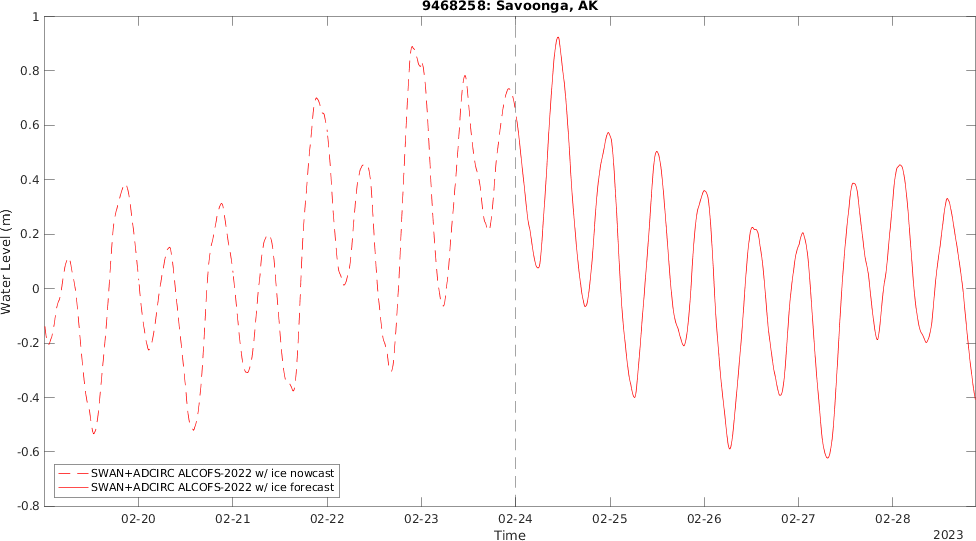 9468258: Savoonga, AK
1
0.8
0.6
0.4
0.2
0
-0.2
-0.4
-0.6
-0.8
Water Level (m)
SWAN+ADCIRC ALCOFS-2022 w/ ice nowcast
SWAN+ADCIRC ALCOFS-2022 w/ ice forecast
02-20 02-21 02-22 02-23 02-24 02-25 02-26 02-27 02-28
Time
2023